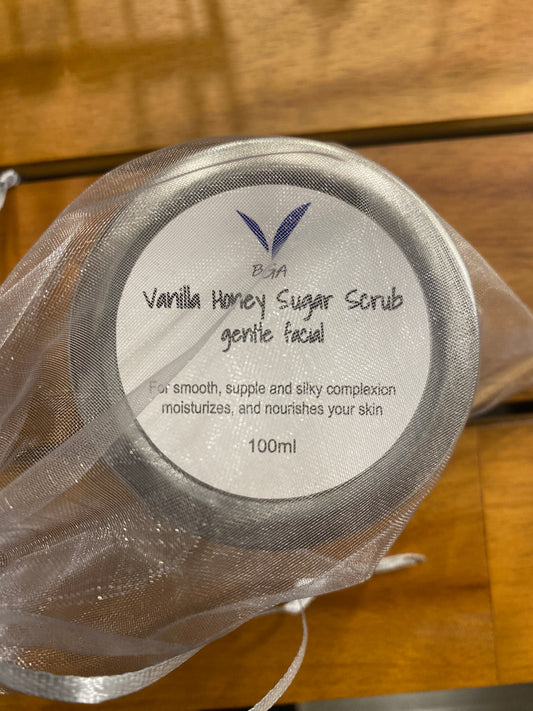 BGA
Vanilla Honey Sugar Scrub
gentle facial
For smooth, supple and silky complexion
moisturizes, and nourishes your skin
100ml